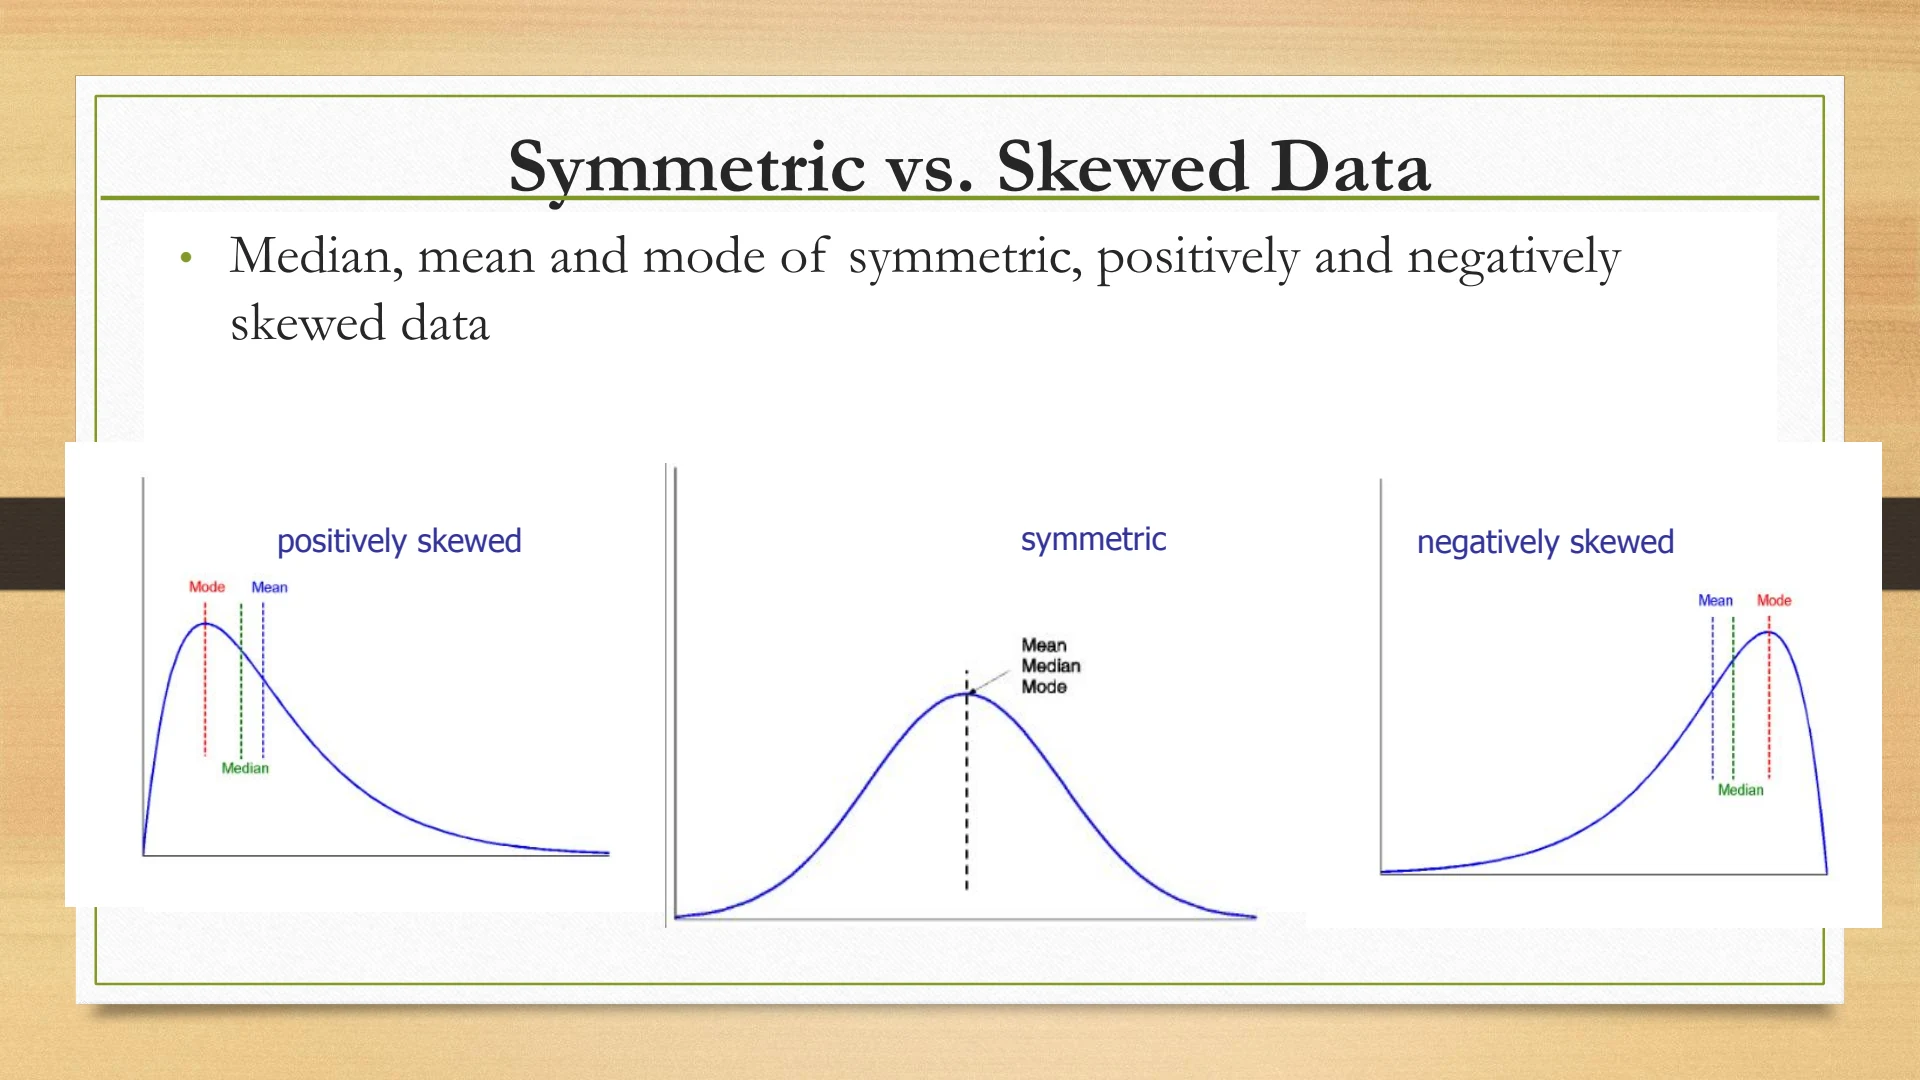 Symmetric vs. Skewed Data
• Median, mean and mode of symmetric, positively and negatively
skewed data
positively skewed
Mode Mean
Median
symmetric
Mean
Median
Mode
negatively skewed
Mean Mode
Median